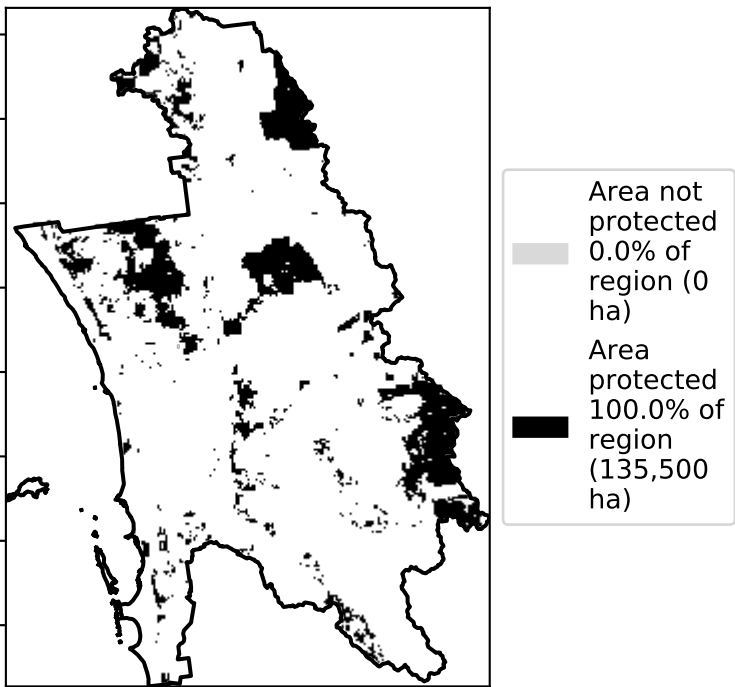 Area not
protected
0.0% of
region (0
ha)
Area
protected
100.0% of
region
(135,500
ha)